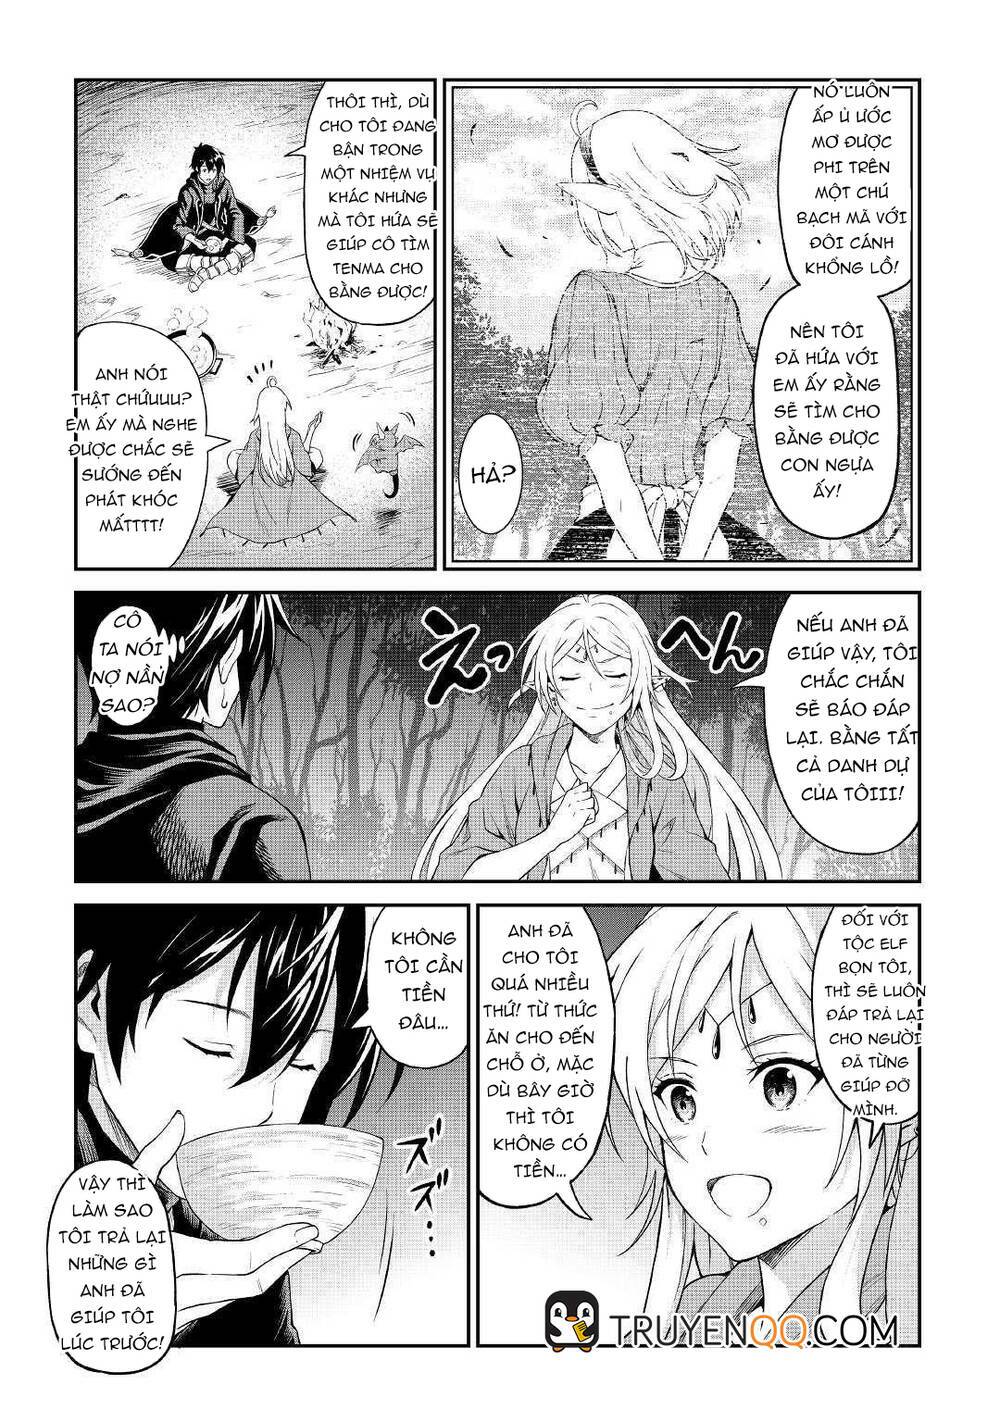 NÓ LUÔN
ẤP Ủ ƯỚC
MƠ ĐƯỢC
PHI TRÊN
MỘT CHÚ
BẠCH MÃ VỚI
ĐÔI CÁNH
KHỔNG LỒ!
NÊN TÔI
ĐÃ HỨA VỚI
EM ẤY RẰNG
SẼ TÌM CHO
BẰNG ĐƯỢC
CON NGỰA
ẤY!
HẢ?
THÔI THÌ, DÙ
CHO TÔI ĐANG
BẬN TRONG
MỘT NHIỆM VỤ
KHÁC NHƯNG
MÀ TÔI HỨA SẼ
GIÚP CÔ TÌM
TENMA CHO
BẰNG ĐƯỢC!
ANH NÓI
THẬT CHỨUUU?
EM ẤY MÀ NGHE
ĐƯỢC CHẮC SẼ
SƯỚNG ĐẾN
PHÁT KHÓC
MẤTTTT!
NẾU ANH ĐÃ
GIÚP VẬY, TÔI
CHẮC CHẮN
SẼ BÁO ĐÁP
LẠI. BẰNG TẤT
CẢ DANH DỰ
CỦA TÔIII!
へん
えっ
CÔ
TA NÓI
NỢ NẦN
SAO?
ĐỐI VỚI
TỘC ELF
BỌN TÔI,
THÌ SẼ LUÔN
ĐÁP TRẢ LẠI
CHO NGƯỜI
ĐÃ TỪNG
GIÚP ĐỠ
MÌNH.
ANH ĐÃ
CHO TÔI
QUÁ NHIỀU
THỨ! TỪ THỨC
ĂN CHO ĐẾN
CHỖ Ở, MẶC
DÙ BÂY GIỜ
THÌ TÔI
KHÔNG CÓ
TIỀN...
KHÔNG
TÔI CẦN
TIỀN
ĐÂU...
ズズ...
VẬY THÌ
LÀM SAO
TÔI TRẢ LẠI
NHỮNG GÌ
ANH ĐÃ
GIÚP TÔI
LÚC TRƯỚC!
TRUYENQQ.COM